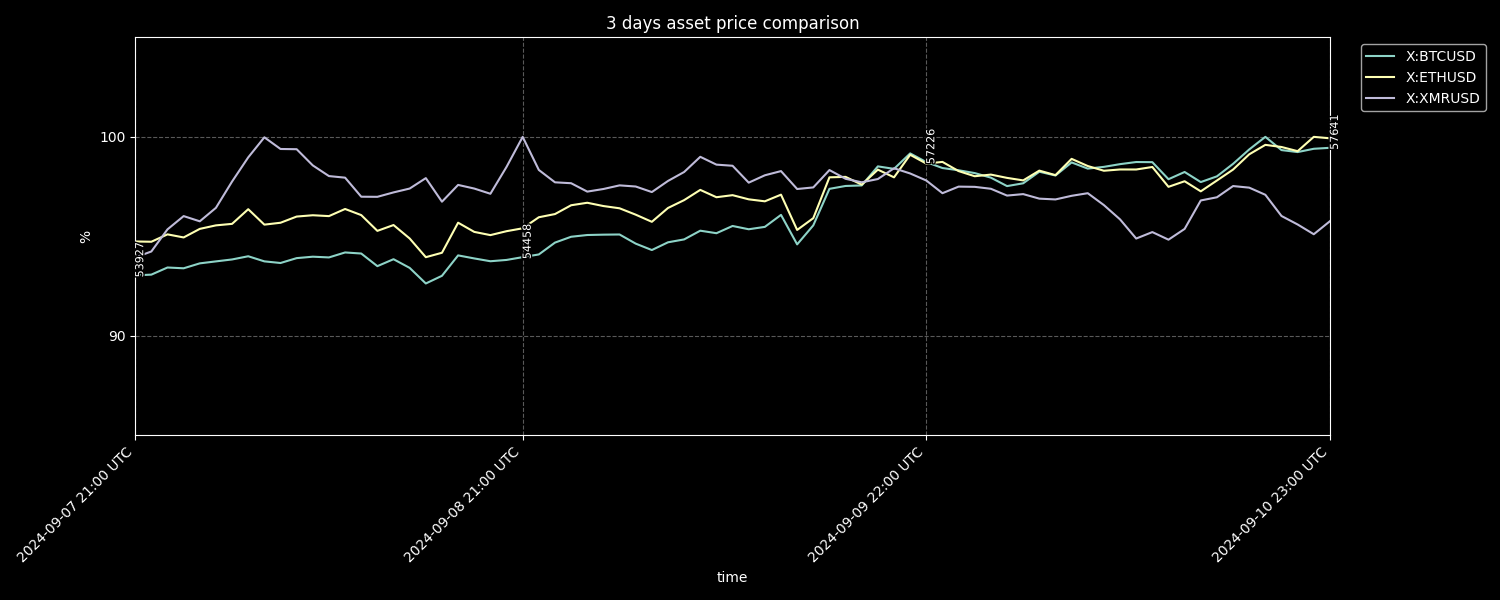 3 days asset price comparison
X:BTCUSD
X:ETHUSD
X:XMRUSD
100
90
%
53927
54458
57226
57641
2024-09-07 21:00 UTC
2024-09-08 21:00 UTC
2024-09-09 22:00 UTC
2024-09-10 23:00 UTC
time